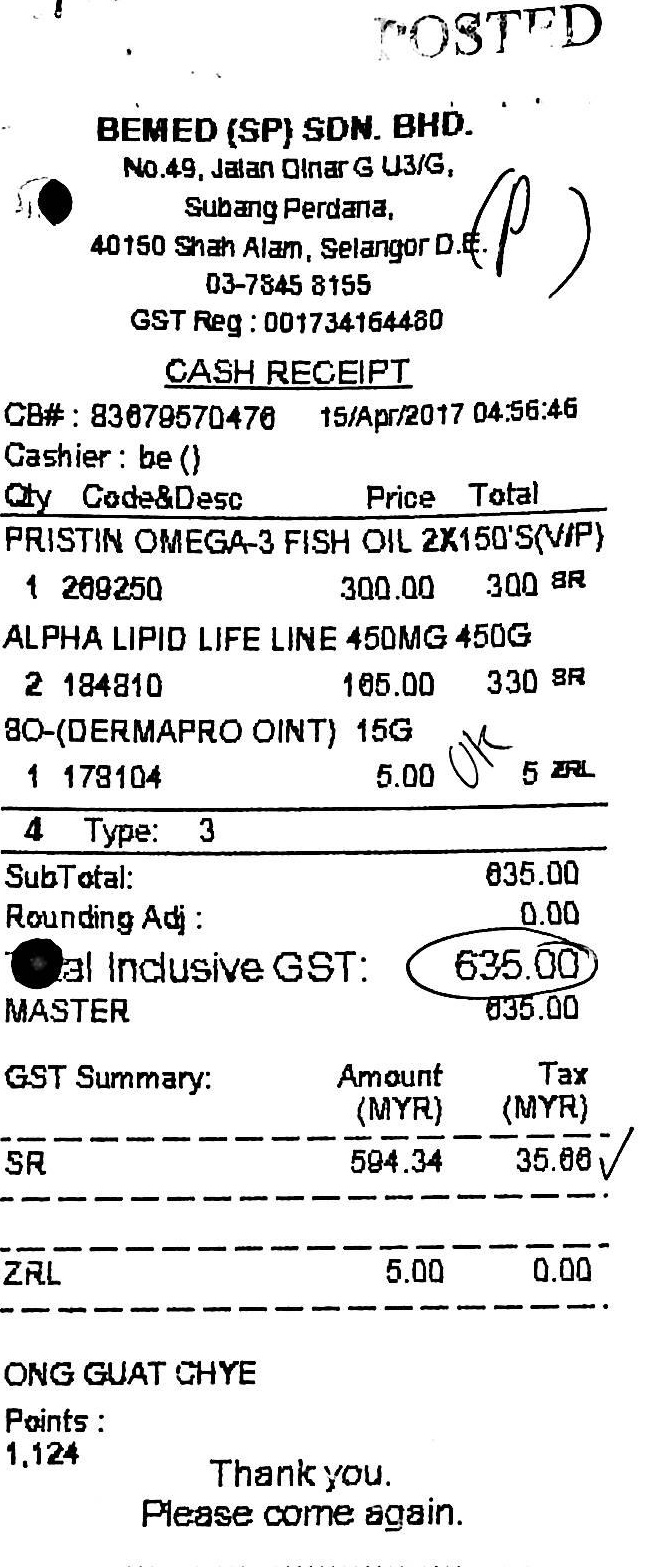 POSTED
BEMED (SP) SDN. BHD.
No.49, Jalan Dinar G U3/G,
Subang Perdana,
40150 Shah Alam, Selangor D.E.
(P)
03-7845 8155
GST Reg : 001734164480
CASH RECEIPT
CB# : 83679570476 15/Apr/2017 04:56:46
Cashier : be ()
Qty Code&Desc Price Total
PRISTIN OMEGA-3 FISH OIL 2X150'S(V/P)
1 269250 300.00 300 SR
ALPHA LIPID LIFE LINE 450MG 450G
2 184810 165.00 330 SR
80-(DERMAPRO OINT) 15G
1 178104 5.00 OK 5 ZRL
4 Type: 3
SubTotal: 635.00
Rounding Adj : 0.00
al Inclusive GST: 635.00
MASTER 635.00
GST Summary: Amount Tax
(MYR) (MYR)
SR 594.34 35.66
ZRL 5.00 0.00
ONG GUAT CHYE
Points :
1,124
Thank you.
Please come again.